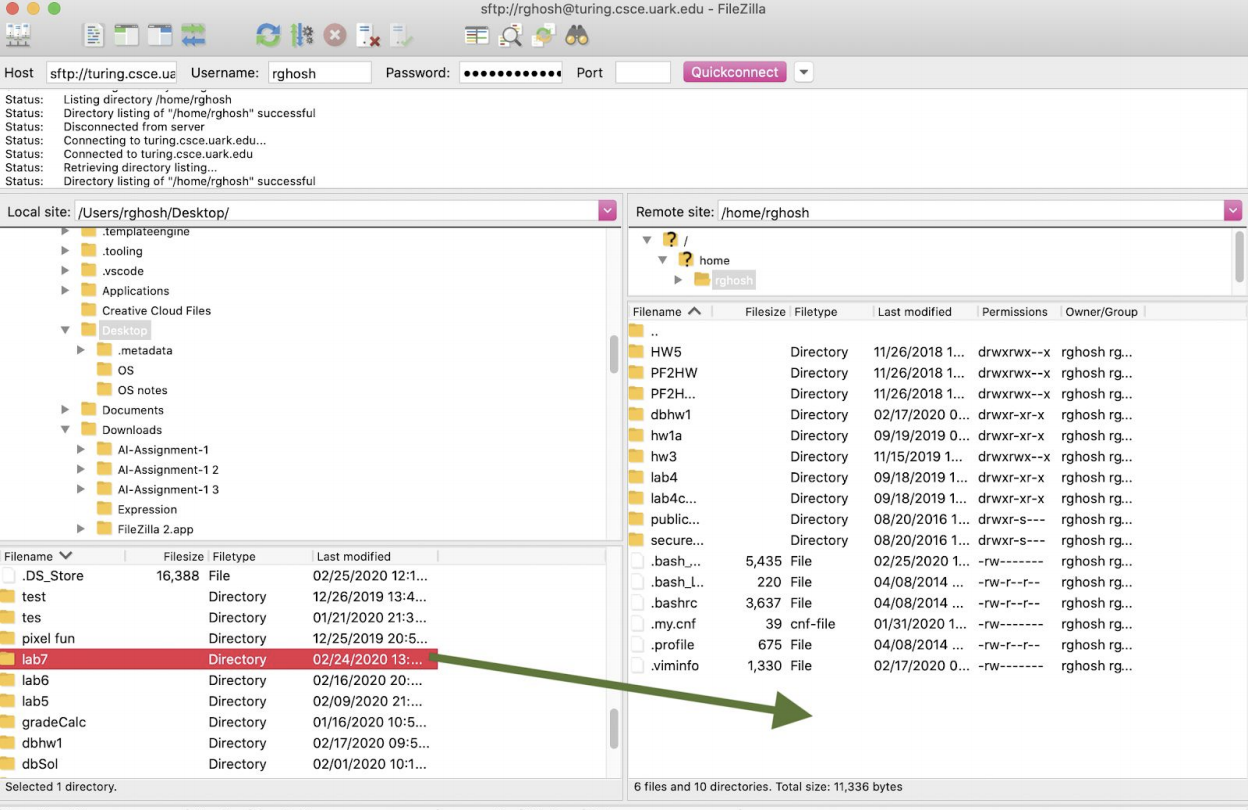 sftp://rghosh@turing.csce.uark.edu - FileZilla
Host sftp://turing.csce.ua Username: rghosh Password: ●●●●●●●●●●●● Port Quickconnect
Status: Listing directory /home/rghosh
Status: Directory listing of "/home/rghosh" successful
Status: Disconnected from server
Status: Connecting to turing.csce.uark.edu...
Status: Connected to turing.csce.uark.edu
Status: Retrieving directory listing...
Status: Directory listing of "/home/rghosh" successful
Local site: /Users/rghosh/Desktop/
.templateengine
.tooling
.vscode
Applications
Creative Cloud Files
Desktop
.metadata
OS
OS notes
Documents
Downloads
AI-Assignment-1
AI-Assignment-1 2
AI-Assignment-1 3
Expression
FileZilla 2.app
Filename Filesize Filetype Last modified
.DS_Store 16,388 File 02/25/2020 12:1...
test Directory 12/26/2019 13:4...
tes Directory 01/21/2020 21:3...
pixel fun Directory 12/25/2019 20:5...
lab7 Directory 02/24/2020 13:...
lab6 Directory 02/16/2020 20:...
lab5 Directory 02/09/2020 21:...
gradeCalc Directory 01/16/2020 10:5...
dbhw1 Directory 02/17/2020 09:5...
dbSol Directory 02/01/2020 10:1...
Selected 1 directory.
Remote site: /home/rghosh
? /
? home
rghosh
Filename Filesize Filetype Last modified Permissions Owner/Group
..
HW5 Directory 11/26/2018 1... drwxrwx--x rghosh rg...
PF2HW Directory 11/26/2018 1... drwxrwx--x rghosh rg...
PF2H... Directory 11/26/2018 1... drwxrwx--x rghosh rg...
dbhw1 Directory 02/17/2020 0... drwxr-xr-x rghosh rg...
hw1a Directory 09/19/2019 0... drwxr-xr-x rghosh rg...
hw3 Directory 11/15/2019 1... drwxrwx--x rghosh rg...
lab4 Directory 09/18/2019 1... drwxr-xr-x rghosh rg...
lab4c... Directory 09/18/2019 1... drwxr-xr-x rghosh rg...
public... Directory 08/20/2016 1... drwxr-s--- rghosh rg...
secure... Directory 08/20/2016 1... drwxr-s--- rghosh rg...
.bash_... 5,435 File 02/25/2020 1... -rw------- rghosh rg...
.bash_l... 220 File 04/08/2014 ... -rw-r--r-- rghosh rg...
.bashrc 3,637 File 04/08/2014 ... -rw-r--r-- rghosh rg...
.my.cnf 39 cnf-file 01/31/2020 1... -rw------- rghosh rg...
.profile 675 File 04/08/2014 ... -rw-r--r-- rghosh rg...
.viminfo 1,330 File 02/17/2020 0... -rw------- rghosh rg...
6 files and 10 directories. Total size: 11,336 bytes